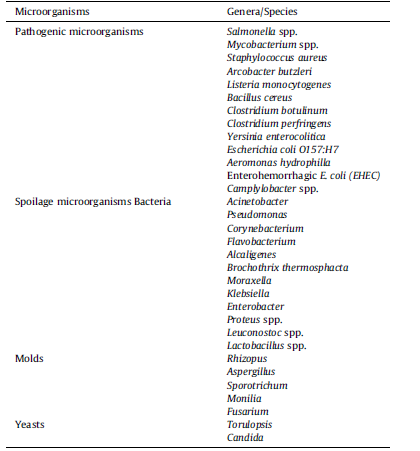 Microorganisms Genera/Species
Pathogenic microorganisms Salmonella spp.
Mycobacterium spp.
Staphylococcus aureus
Arcobacter butzleri
Listeria monocytogenes
Bacillus cereus
Clostridium botulinum
Clostridium perfringens
Yersinia enterocolitica
Escherichia coli O157:H7
Aeromonas hydrophilla
Enterohemorrhagic E. coli (EHEC)
Camplylobacter spp.
Spoilage microorganisms Bacteria Acinetobacter
Pseudomonas
Corynebacterium
Flavobacterium
Alcaligenes
Brochothrix thermosphacta
Moraxella
Klebsiella
Enterobacter
Proteus spp.
Leuconostoc spp.
Lactobacillus spp.
Molds Rhizopus
Aspergillus
Sporotrichum
Monilia
Fusarium
Yeasts Torulopsis
Candida